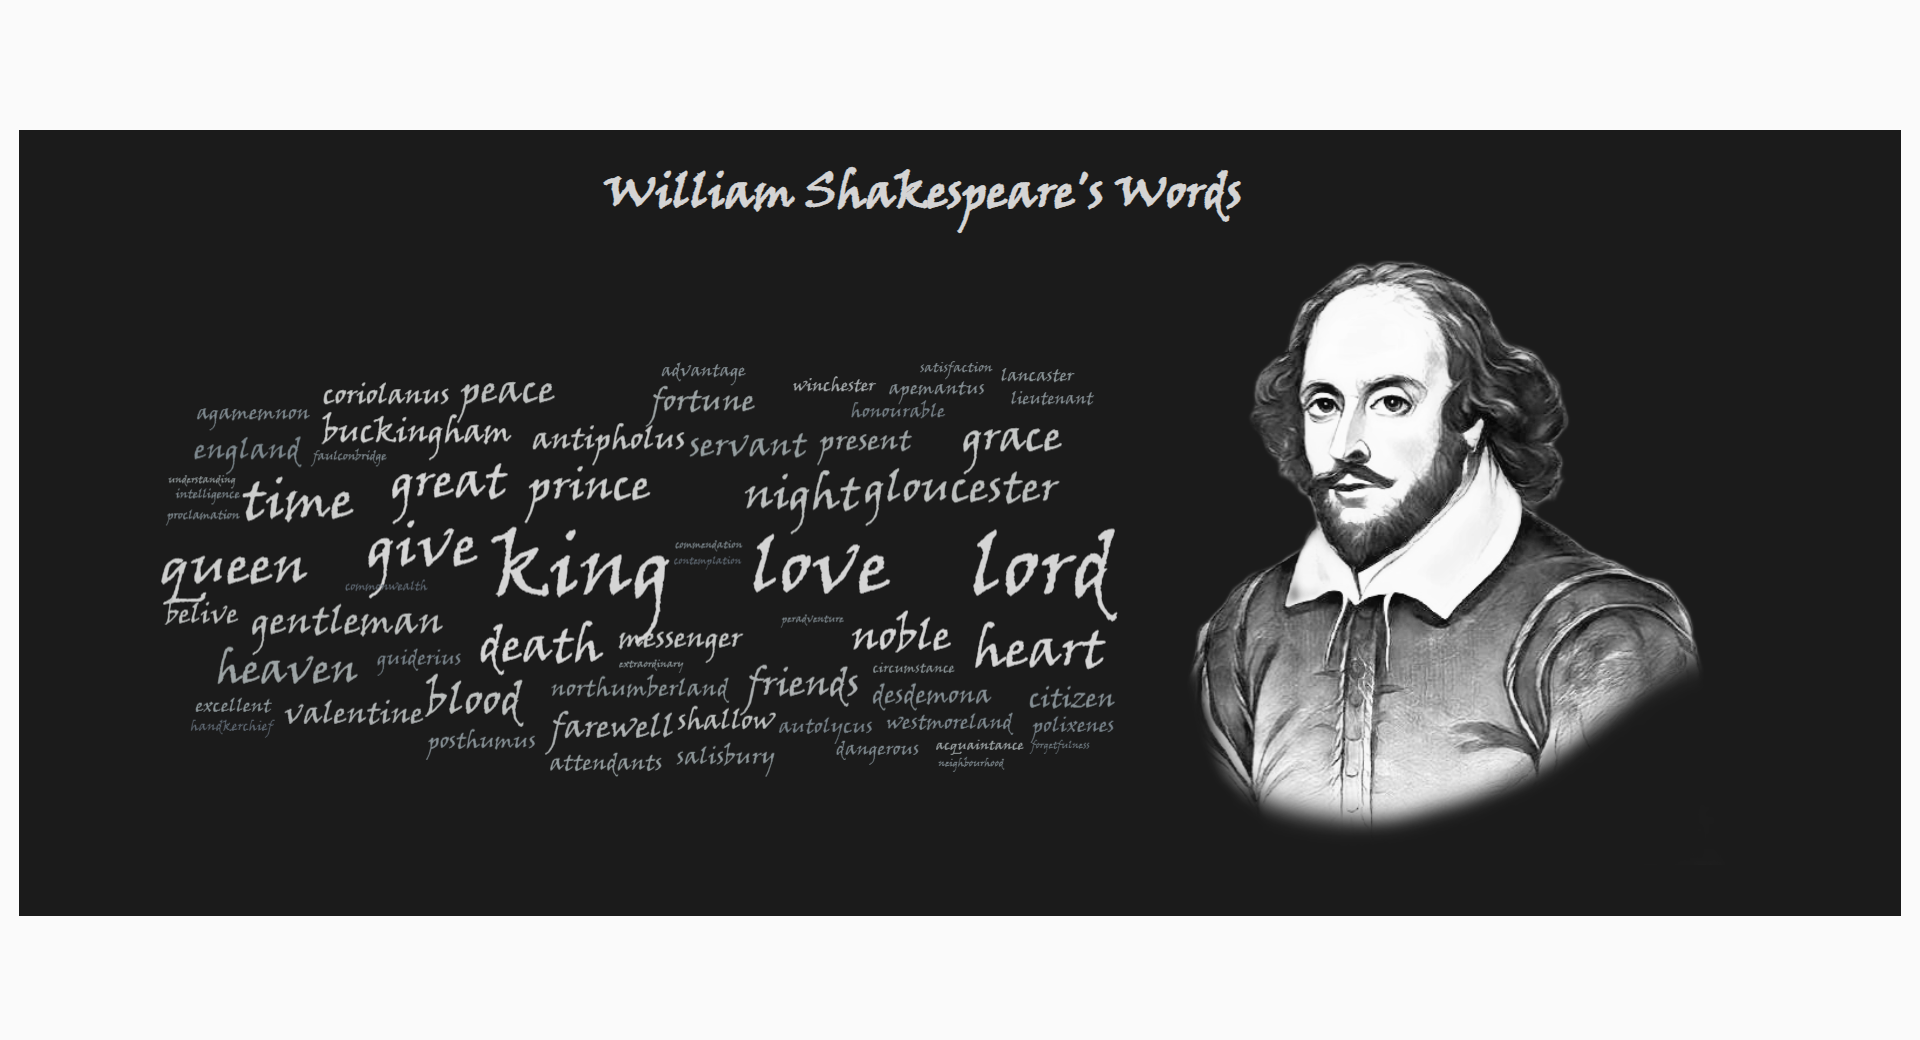 William Shakespeare's Words
advantage satisfaction lancaster
coriolanus peace winchester apemantus
agamemnon fortune honourable lieutenant
buckingham antipholus servant present grace
england faulconbridge
understanding great prince night gloucester
intelligence time
proclamation
queen give king commendation love lord
contemplation
commonwealth
belive gentleman peradventure noble
death messenger heart
heaven guiderius extraordinary circumstance
blood northumberland friends desdemona citizen
excellent valentine farewell shallow autolycus westmoreland polixenes
handkerchief
posthumus dangerous acquaintance forgetfulness
attendants salisbury neighbourhood